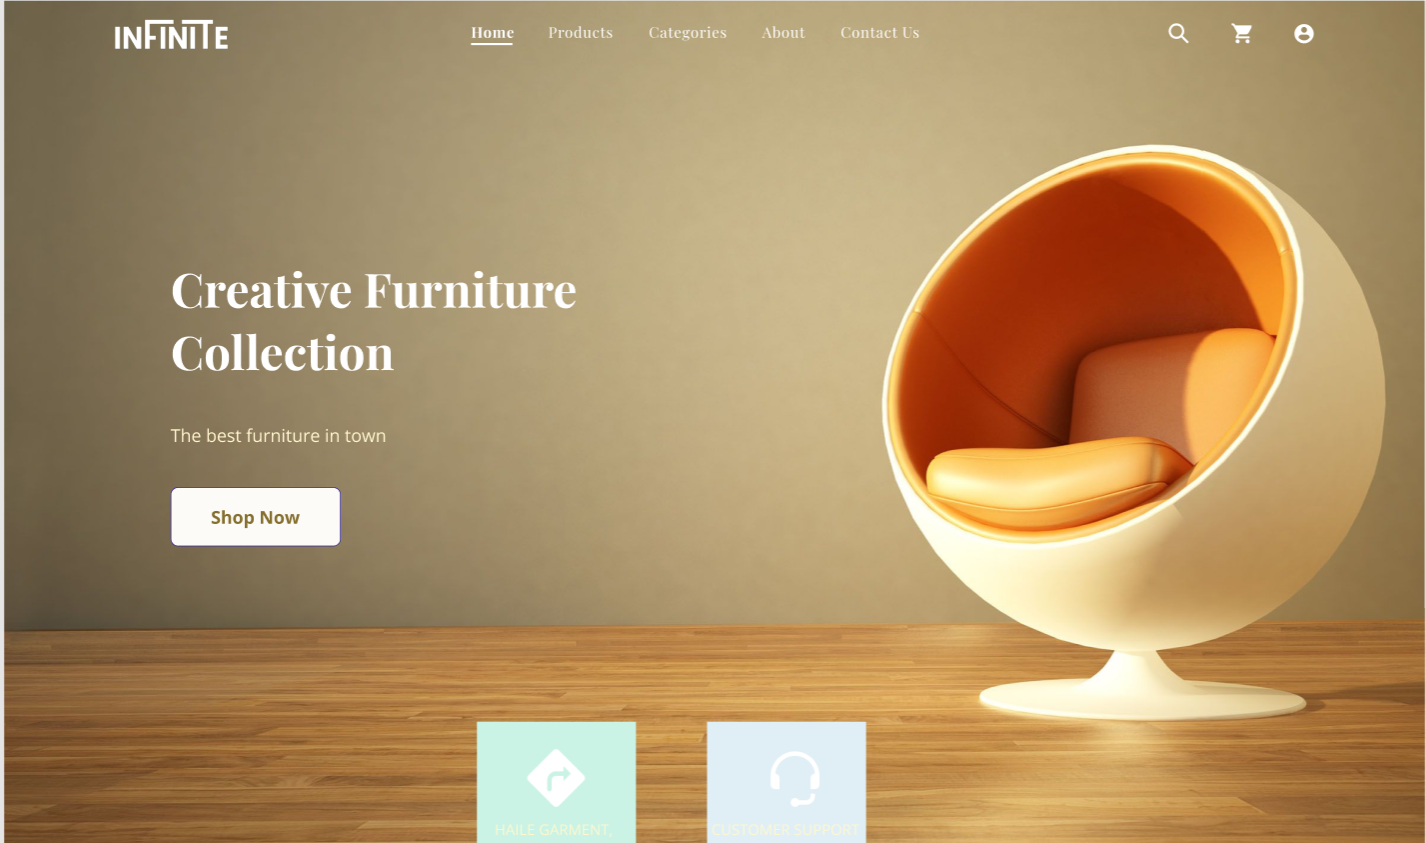 INFINITE
Home Products Categories About Contact Us
Creative Furniture
Collection
The best furniture in town
Shop Now
HAILE GARMENT,
CUSTOMER SUPPORT